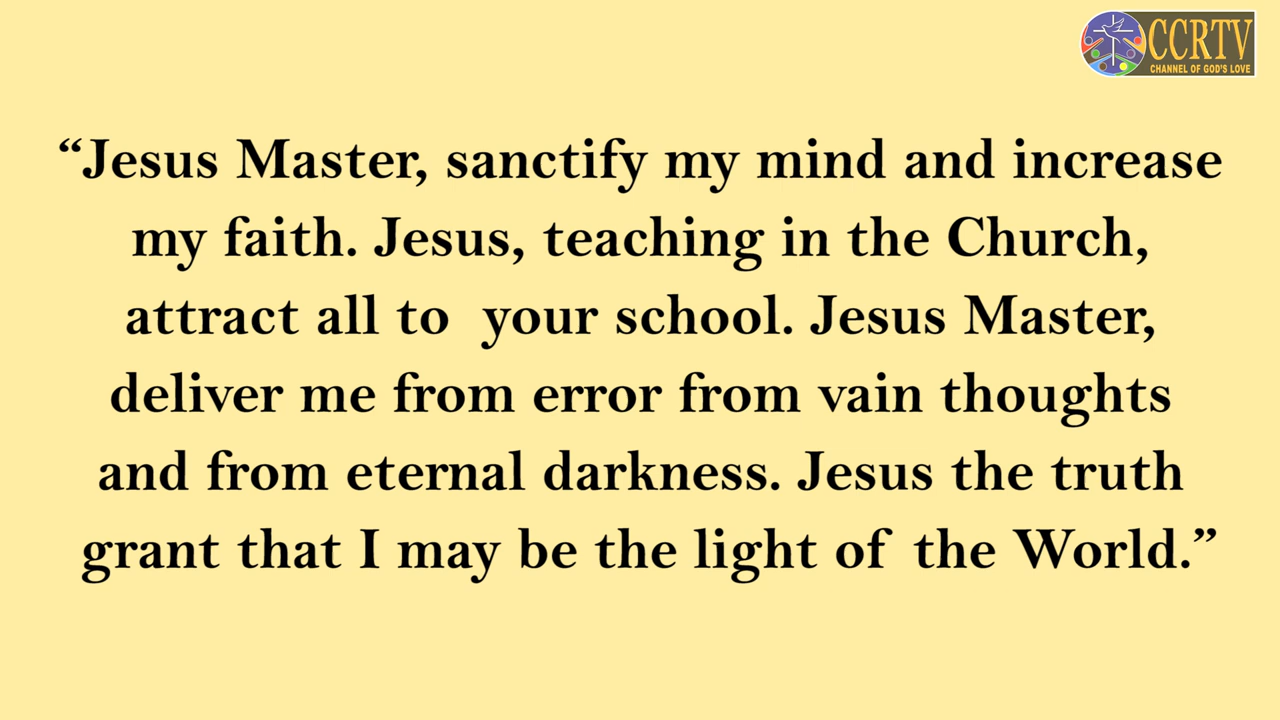 CCRTV
CHANNEL OF GOD'S LOVE
“Jesus Master, sanctify my mind and increase
my faith. Jesus, teaching in the Church,
attract all to  your school. Jesus Master,
deliver me from error from vain thoughts
and from eternal darkness. Jesus the truth
grant that I may be the light of  the World.”